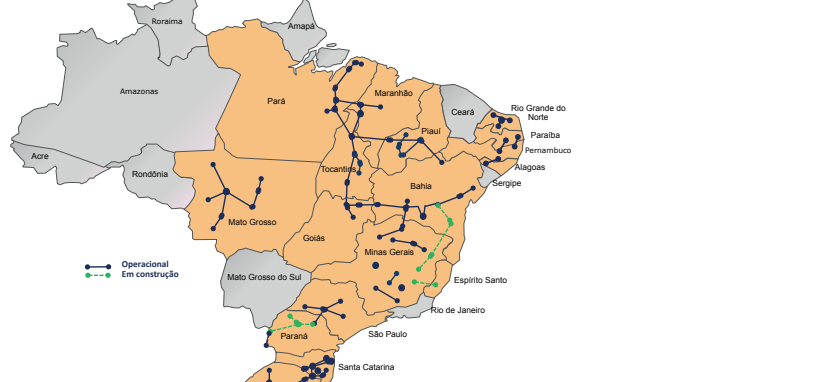 Roraima
Amapá
Amazonas
Pará
Maranhão
Ceará
Rio Grande do
Norte
Piauí
Paraíba
Pernambuco
Acre
Rondônia
Tocantins
Alagoas
Bahia
Sergipe
Mato Grosso
Goiás
Minas Gerais
Operacional
Em construção
Mato Grosso do Sul
Espírito Santo
Rio de Janeiro
Paraná
São Paulo
Santa Catarina